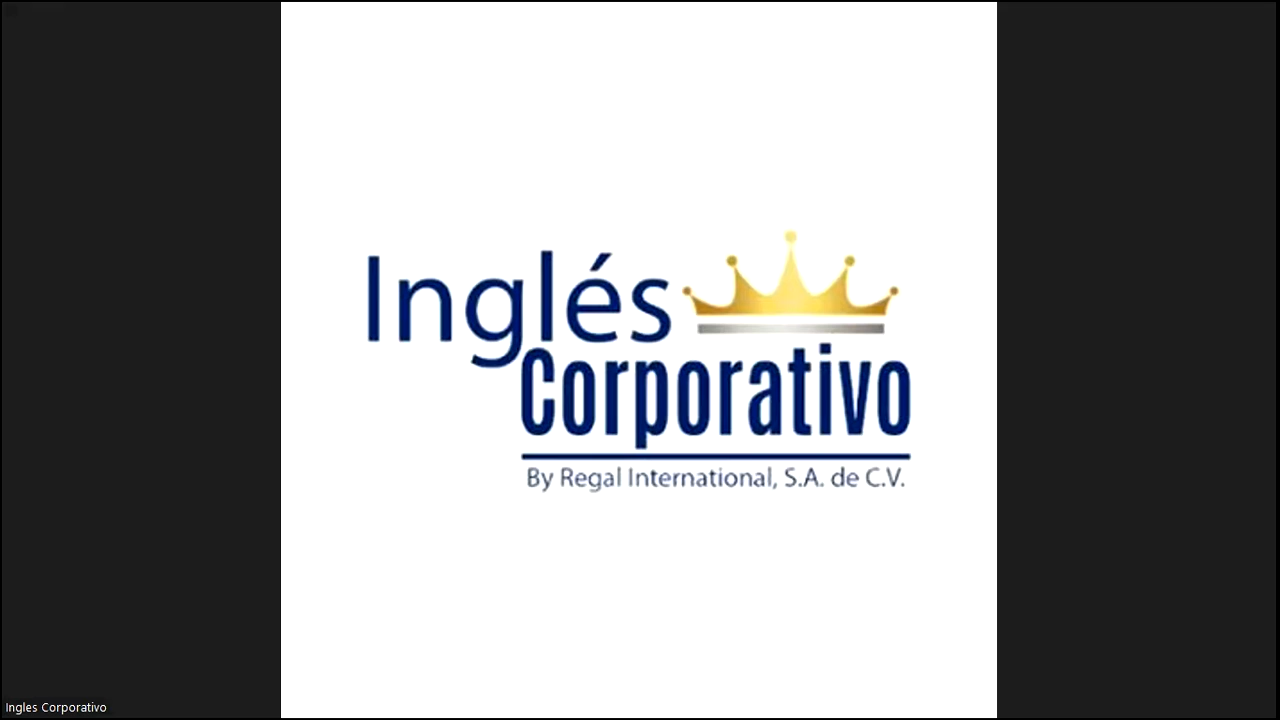 Inglés
Corporativo
By Regal International, S.A. de C.V.
Ingles Corporativo